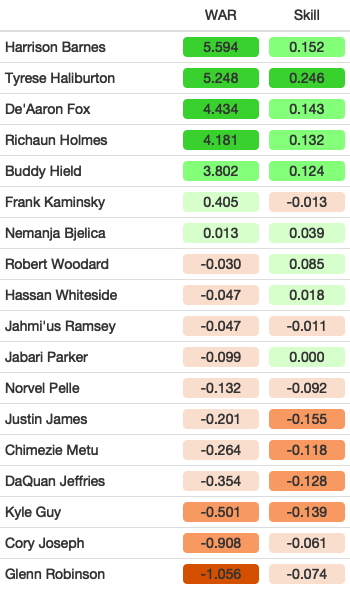 WAR Skill
Harrison Barnes 5.594 0.152
Tyrese Haliburton 5.248 0.246
De'Aaron Fox 4.434 0.143
Richaun Holmes 4.181 0.132
Buddy Hield 3.802 0.124
Frank Kaminsky 0.405 -0.013
Nemanja Bjelica 0.013 0.039
Robert Woodard -0.030 0.085
Hassan Whiteside -0.047 0.018
Jahmi'us Ramsey -0.047 -0.011
Jabari Parker -0.099 0.000
Norvel Pelle -0.132 -0.092
Justin James -0.201 -0.155
Chimezie Metu -0.264 -0.118
DaQuan Jeffries -0.354 -0.128
Kyle Guy -0.501 -0.139
Cory Joseph -0.908 -0.061
Glenn Robinson -1.056 -0.074